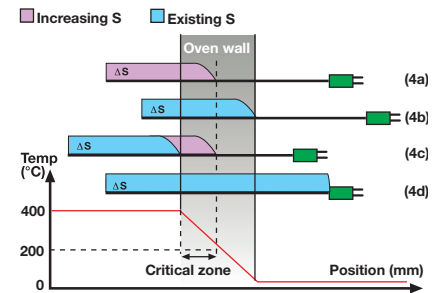 Increasing S
Existing S
Oven wall
ΔS
(4a)
ΔS
(4b)
ΔS
(4c)
ΔS
(4d)
Temp
(°C)
400
200
0
Critical zone
Position (mm)